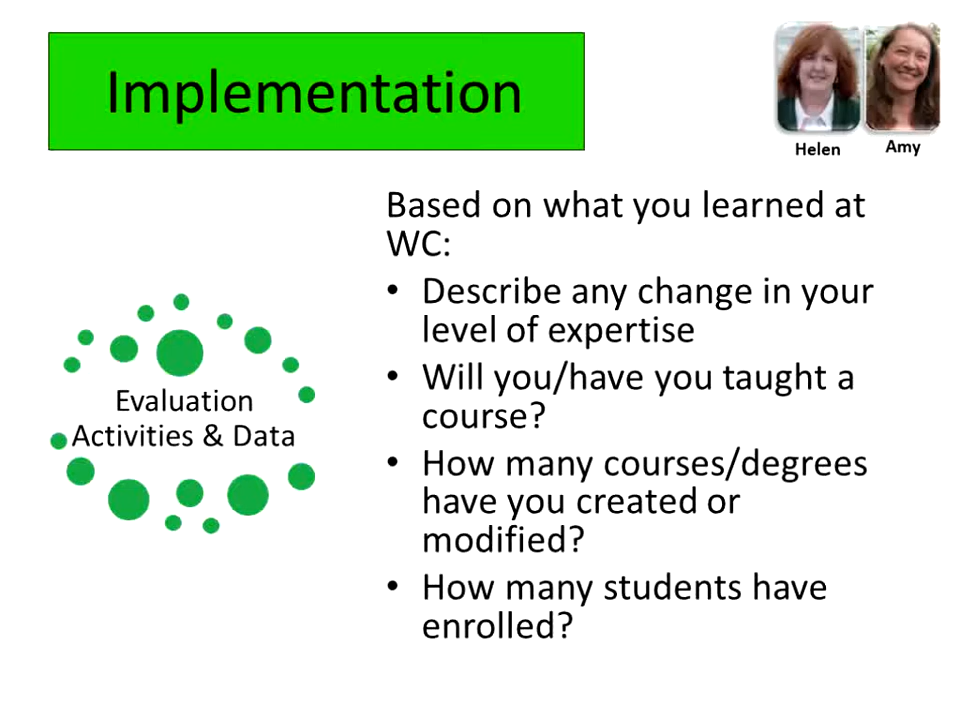 Implementation
Helen
Amy
Based on what you learned at
WC:
• Describe any change in your
level of expertise
• Will you/have you taught a
course?
• How many courses/degrees
have you created or
modified?
• How many students have
enrolled?
Evaluation
Activities & Data